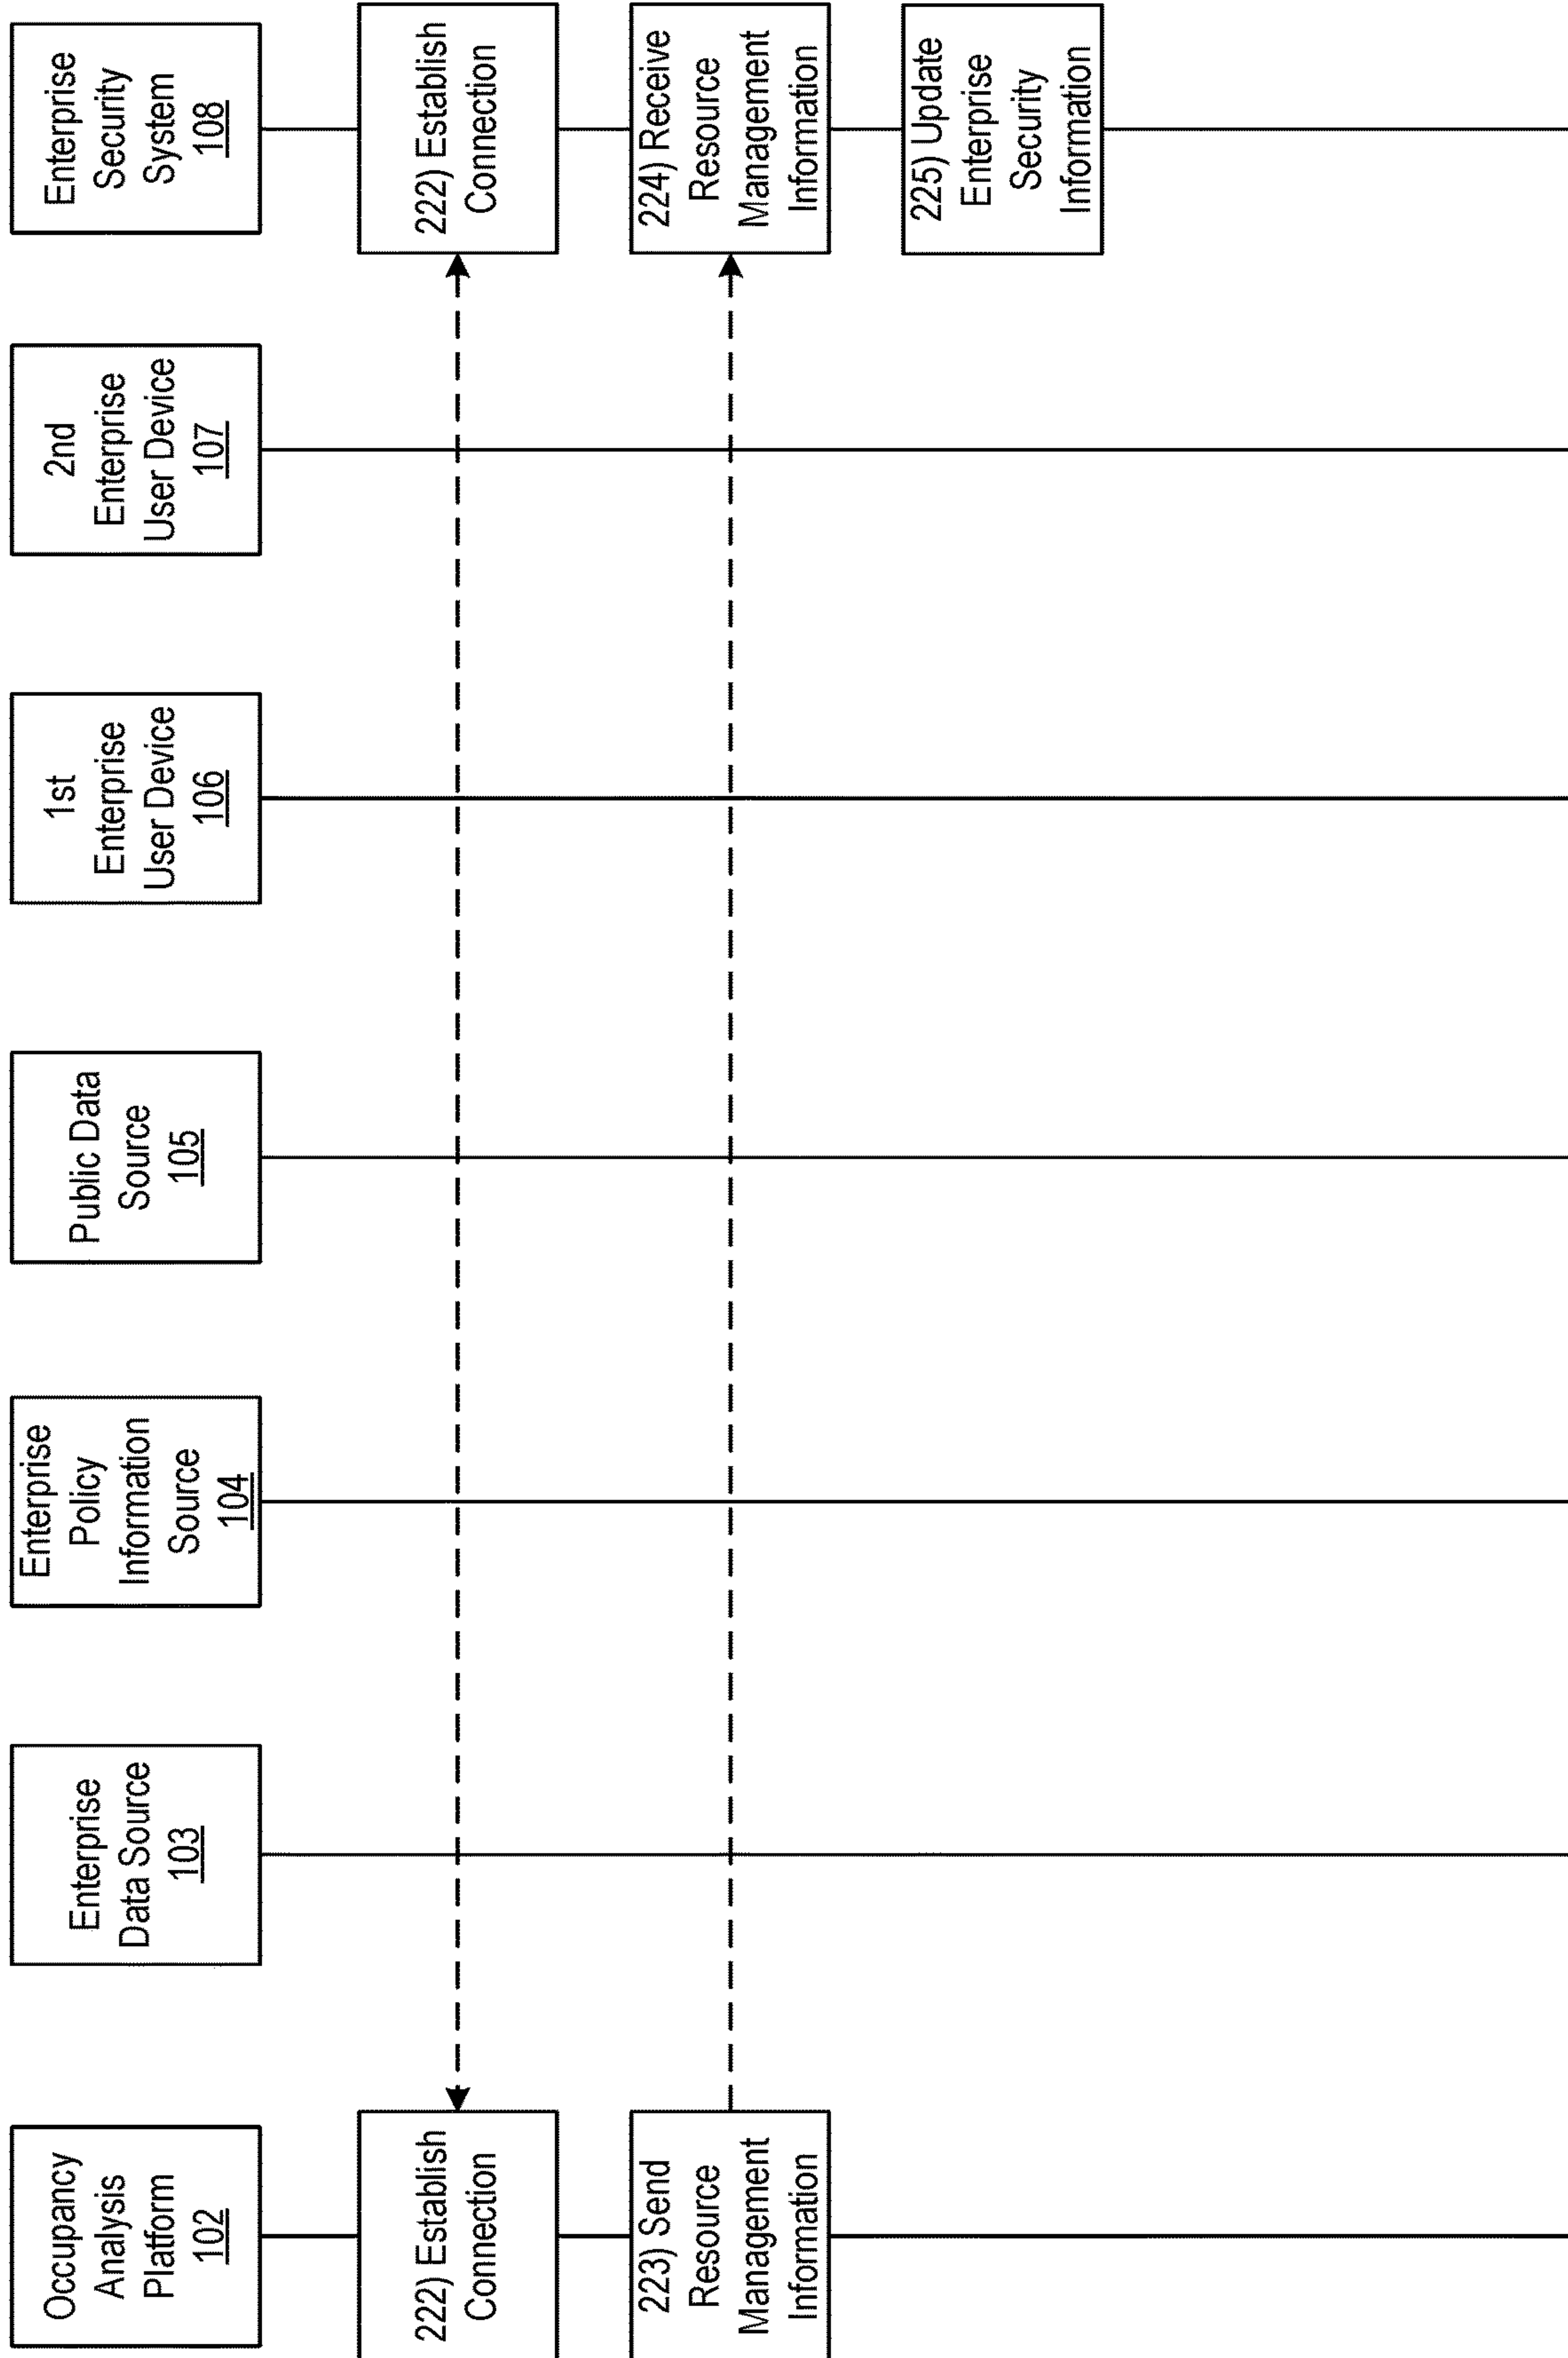 Occupancy
Analysis
Platform
102
Enterprise
Data Source
103
Enterprise
Policy
Information
Source
104
Public Data
Source
105
1st
Enterprise
User Device
106
2nd
Enterprise
User Device
107
Enterprise
Security
System
108
222) Establish
Connection
222) Establish
Connection
223) Send
Resource
Management
Information
224) Receive
Resource
Management
Information
225) Update
Enterprise
Security
Information